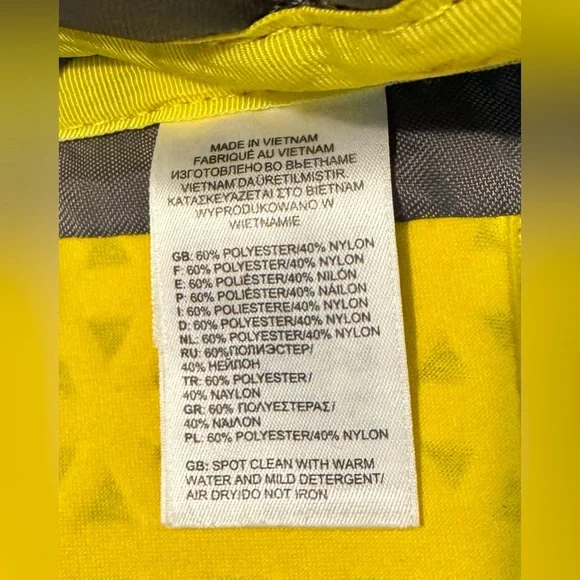 MADE IN VIETNAM
FABRIQUÉ AU VIETNAM
ИЗГОТОВЛЕНО ВО ВЬЕТНАМЕ
VIETNAM'DA ÜRETILMISTIR.
ΚΑΤΑΣΚΕΥΑΖΕΤΑΙ ΣΤΟ ΒΙΕΤΝΑΜ
WYPRODUKOWANO W
WIETNAMIE
GB: 60% POLYESTER/40% NYLON
F: 60% POLYESTER/40% NYLON
E: 60% POLIÉSTER/40% NILÓN
P: 60% POLIÉSTER/40% NÁILON
I: 60% POLIESTERE/40% NYLON
D: 60% POLYESTER/40% NYLON
NL: 60% POLYESTER/40% NYLON
RU: 60%ПОЛИЭСТЕР/
40% НЕЙЛОН
TR: 60% POLYESTER/
40% NAYLON
GR: 60% ΠΟΛΥΕΣΤΕΡΑΣ/
40% ΝΑΪΛΟΝ
PL: 60% POLYESTER/40% NYLON
GB: SPOT CLEAN WITH WARM
WATER AND MILD DETERGENT/
AIR DRY/DO NOT IRON